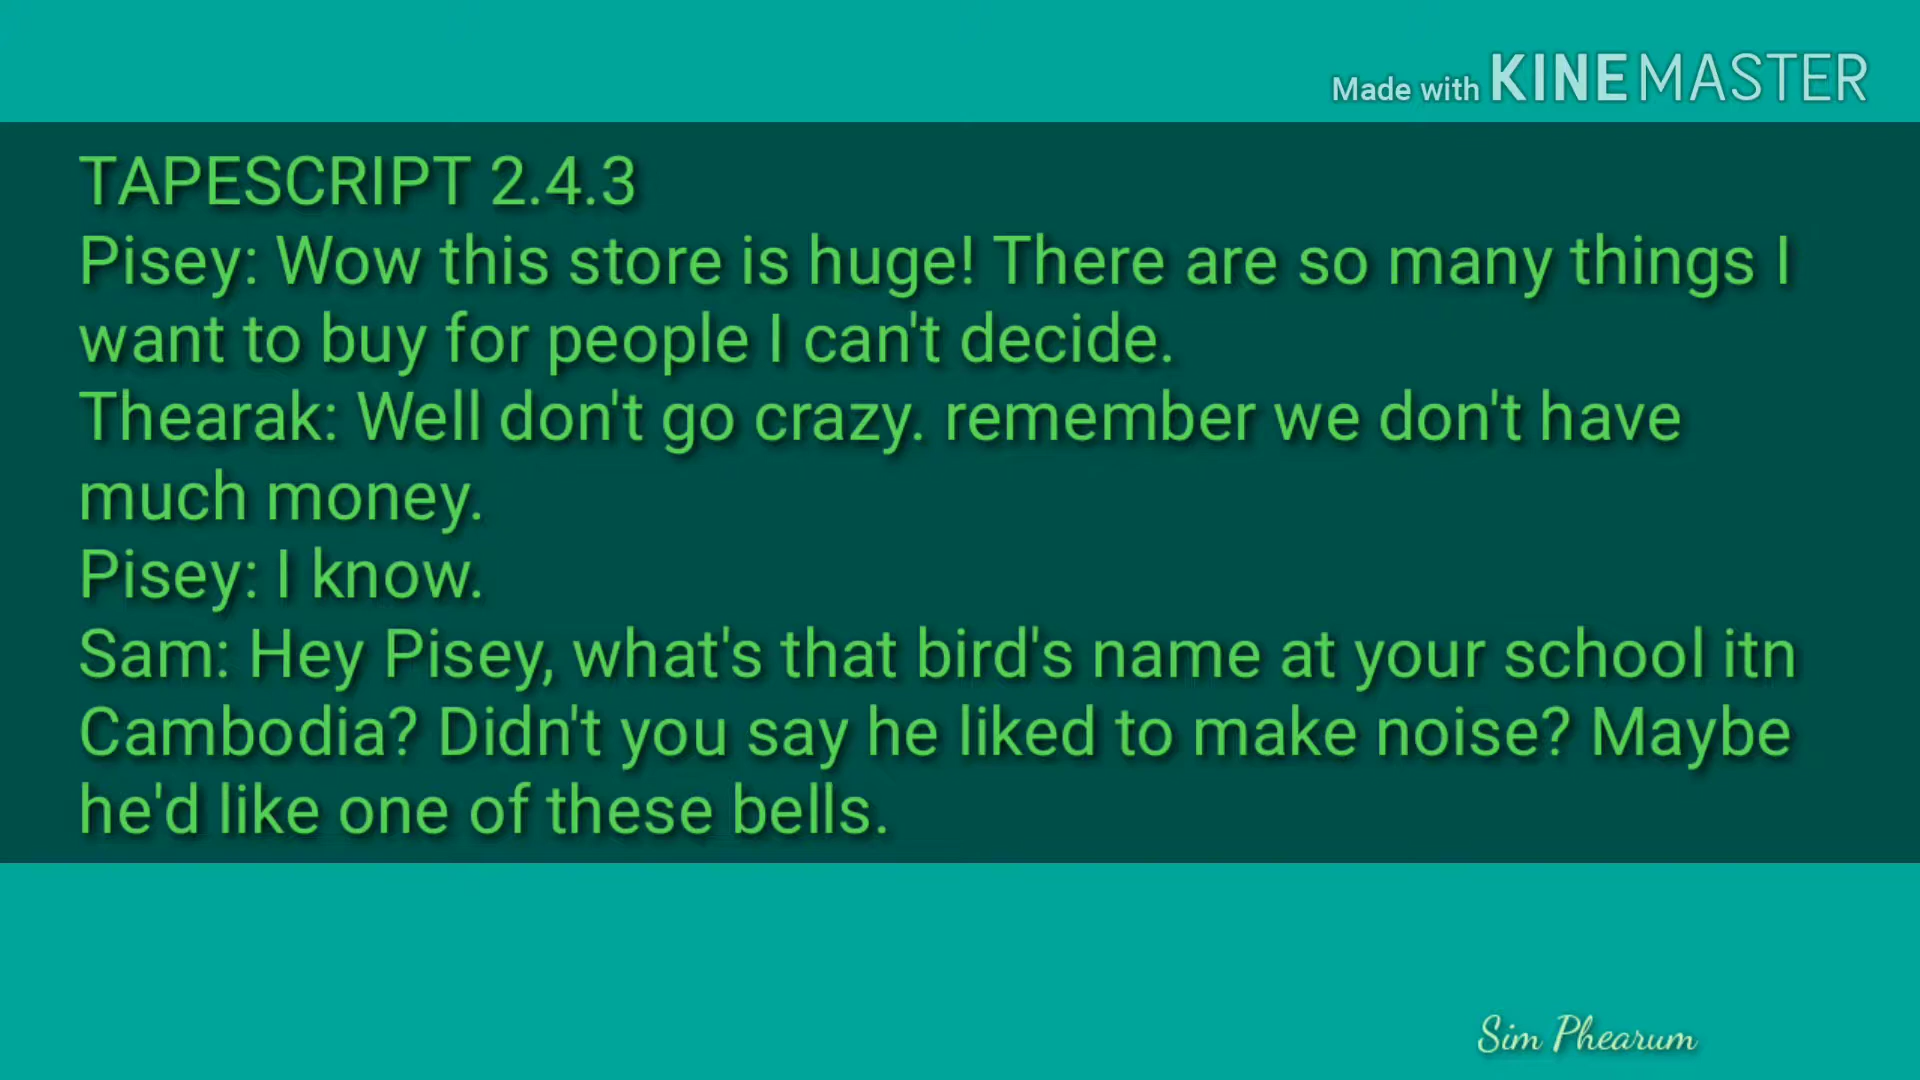 Made with KINEMASTER
TAPESCRIPT 2.4.3
Pisey: Wow this store is huge! There are so many things I
want to buy for people I can't decide.
Thearak: Well don't go crazy. remember we don't have
much money.
Pisey: I know.
Sam: Hey Pisey, what's that bird's name at your school itn
Cambodia? Didn't you say he liked to make noise? Maybe
he'd like one of these bells.
Sim Phearum